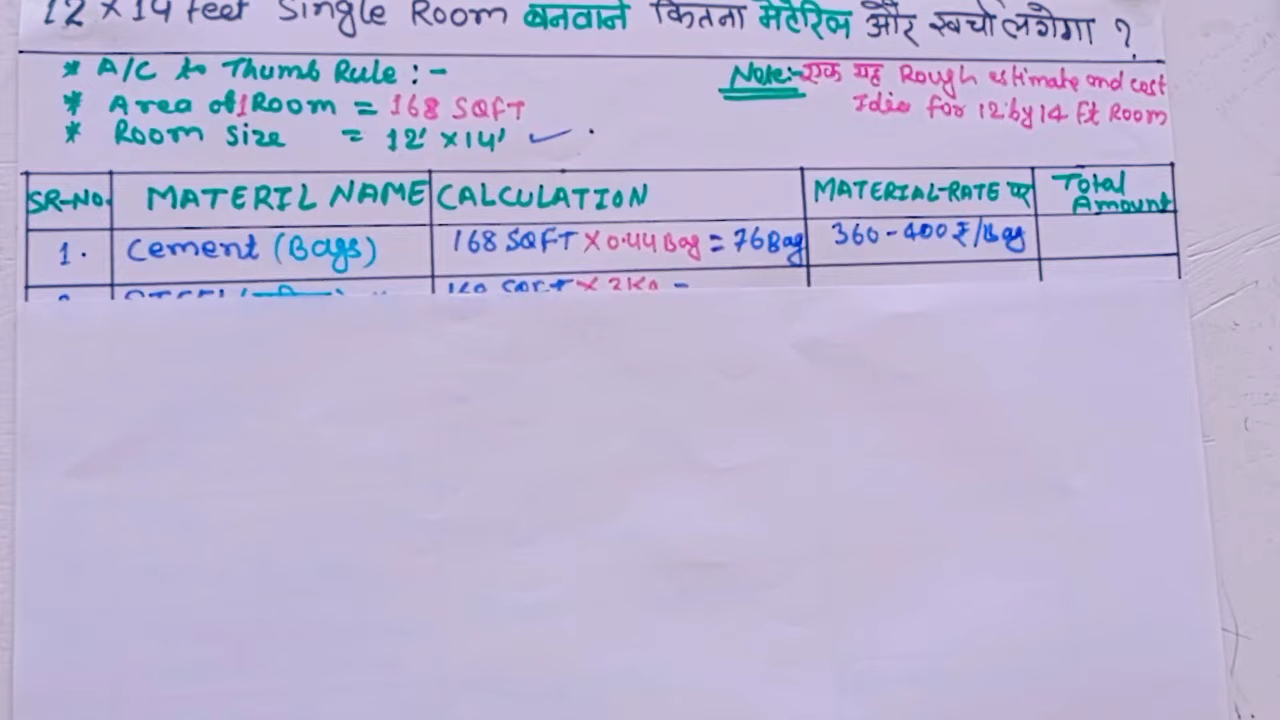 12 x 14 feet Single Room बनवाने कितना मेटेरियल और खर्चा लगेगा ?
* A/C to Thumb Rule :-
* Area of 1 Room = 168 SQFT
* Room Size = 12' x 14'
Note:- एक यह Rough estimate and cost
Idia for 12 by 14 ft Room
SR-NO. MATERIL NAME CALCULATION MATERIAL-RATE पर Total Amount
1. Cement (Bags) 168 SQFT x 0.44 Bag = 76 Bag 360-400 ₹/Bag